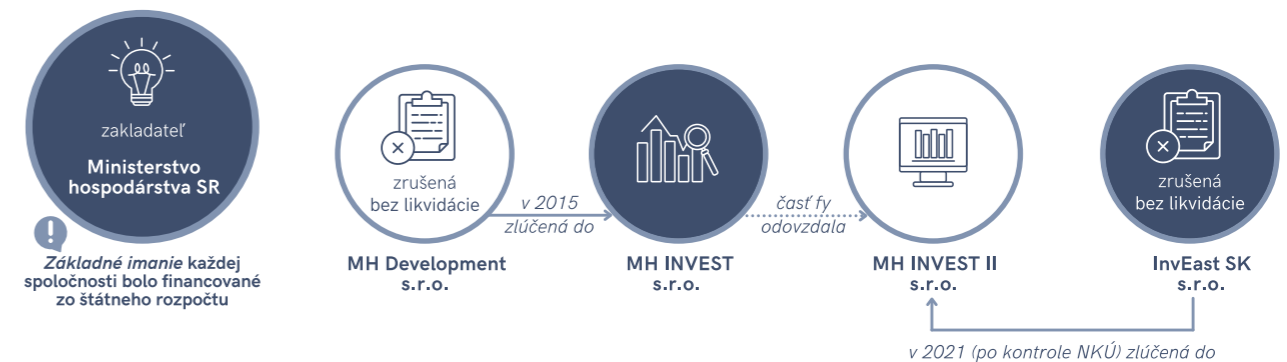 zakladateľ
Ministerstvo
hospodárstva SR
!
Základné imanie každej
spoločnosti bolo financované
zo štátneho rozpočtu
zrušená
bez likvidácie
MH Development
s.r.o.
v 2015
zlúčená do
MH INVEST
s.r.o.
časť fy
odovzdala
MH INVEST II
s.r.o.
zrušená
bez likvidácie
InvEast SK
s.r.o.
v 2021 (po kontrole NKÚ) zlúčená do